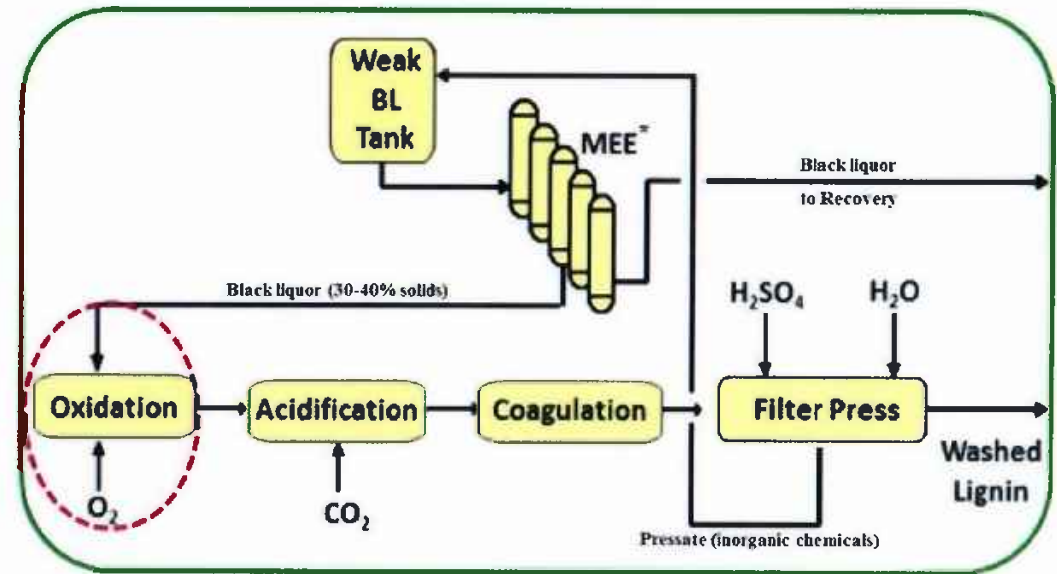 Weak
BL
Tank
MEE*
Black liquor
to Recovery
Black liquor (30-40% solids)
H₂SO₄
H₂O
Oxidation
Acidification
Coagulation
Filter Press
O₂
CO₂
Washed
Lignin
Pressate (inorganic chemicals)